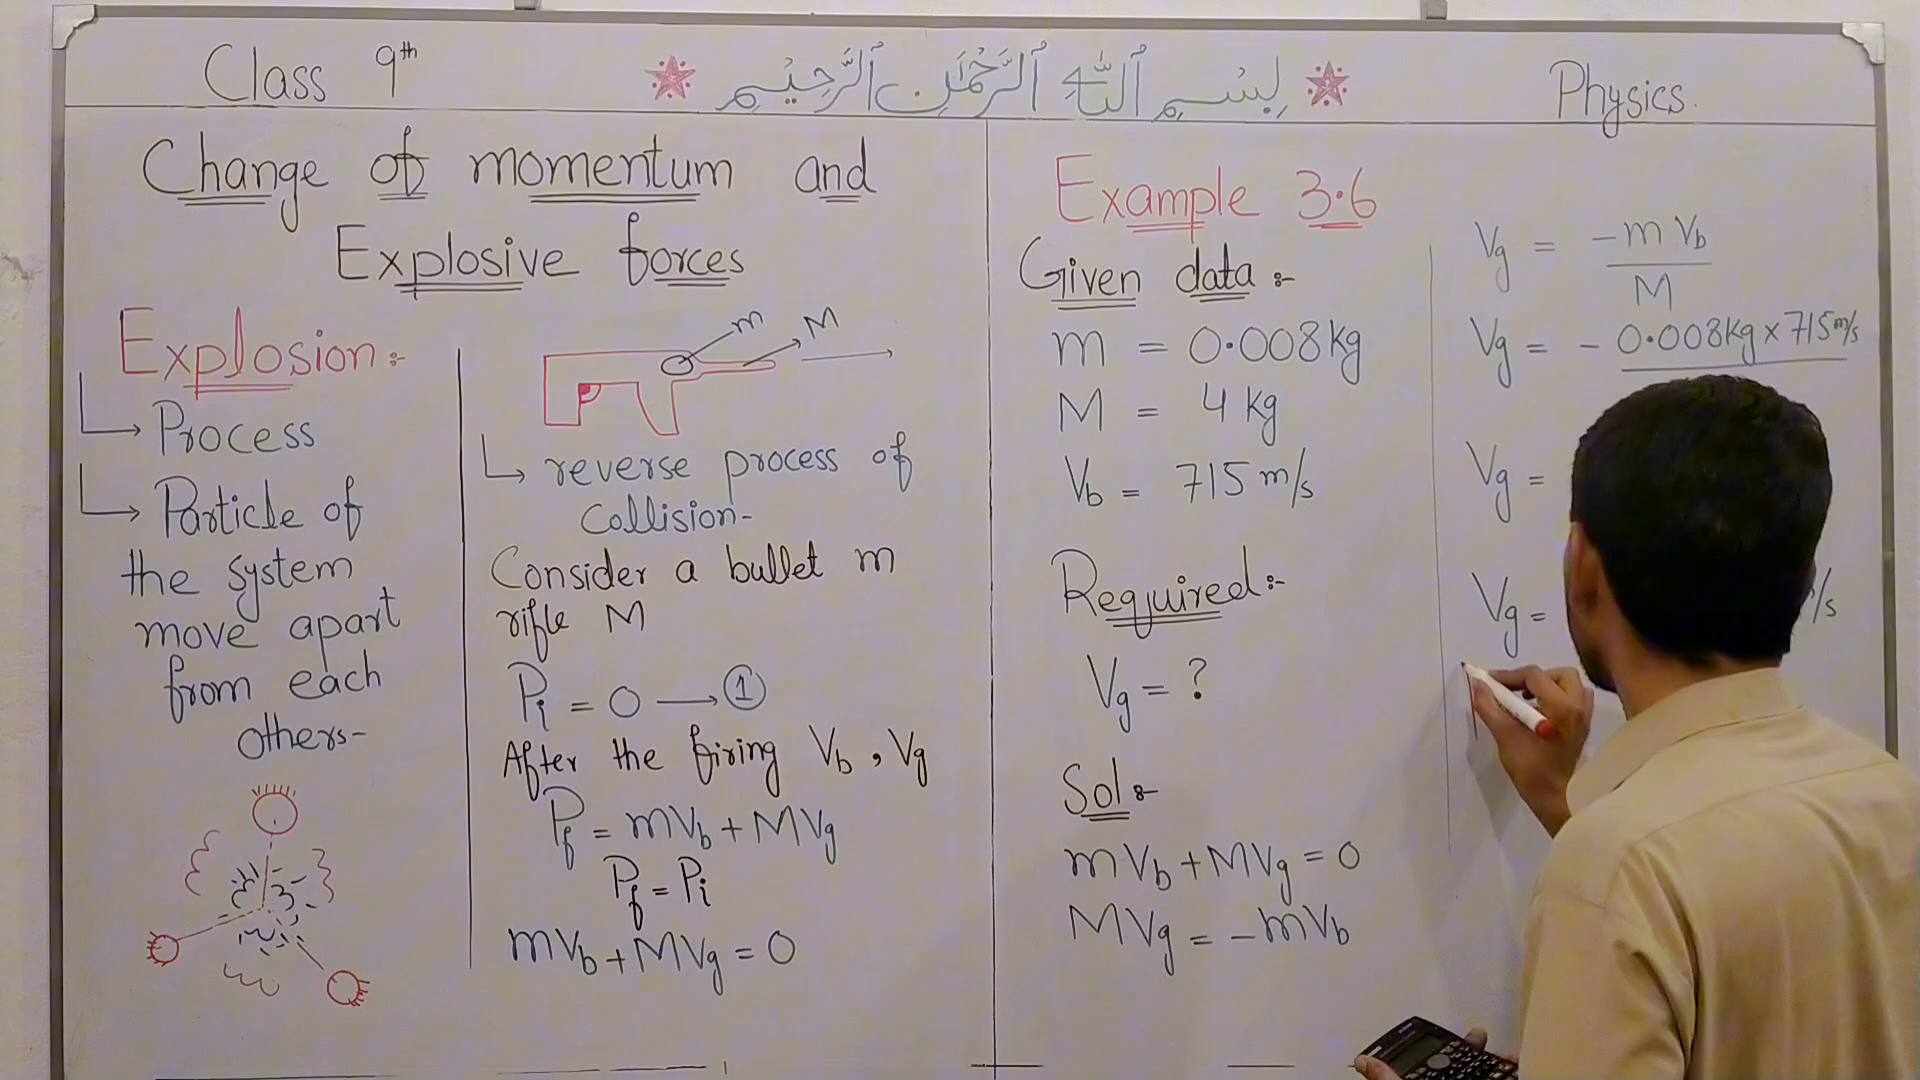 Class 9th
بِسْمِ ٱللَّٰهِ ٱلرَّحْمَٰنِ ٱلرَّحِيمِ
Physics.
Change of momentum and
Explosive forces
Explosion:-
Process
Particle of
the system
move apart
from each
others-
m M
reverse process of
Collision-
Consider a bullet m
rifle M
Pi = 0 → ①
After the firing Vb, Vg
Pf = mVb + MVg
Pf = Pi
mVb + MVg = 0
Example 3.6
Given data :-
m = 0.008kg
M = 4 kg
Vb = 715 m/s
Required:-
Vg = ?
Sol:-
mVb + MVg = 0
MVg = -mVb
Vg = -m Vb
M
Vg = - 0.008kg x 715m/s
Vg =
Vg = /s